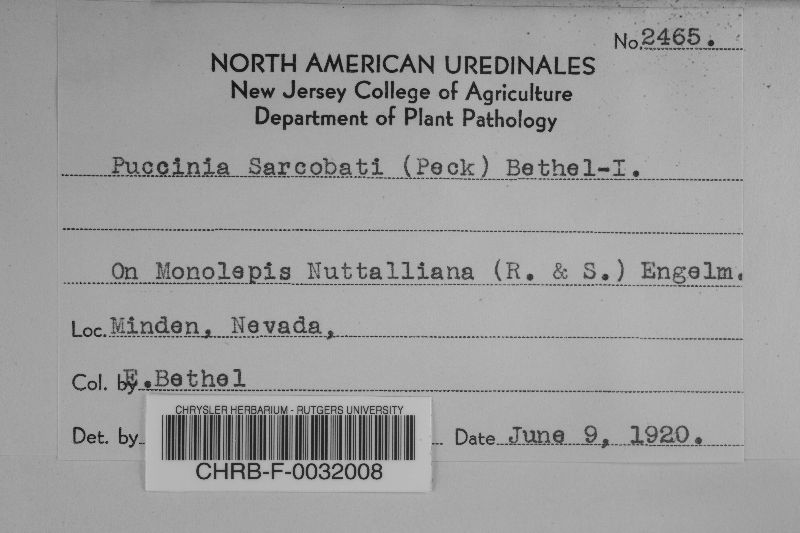 No. 2465.
NORTH AMERICAN UREDINALES
New Jersey College of Agriculture
Department of Plant Pathology
Puccinia Sarcobati (Peck) Bethel-I.
On Monolepis Nuttalliana (R. & S.) Engelm.
Loc. Minden, Nevada,
Col. by E. Bethel
Det. by
Date June 9, 1920.
CHRYSLER HERBARIUM - RUTGERS UNIVERSITY
CHRB-F-0032008